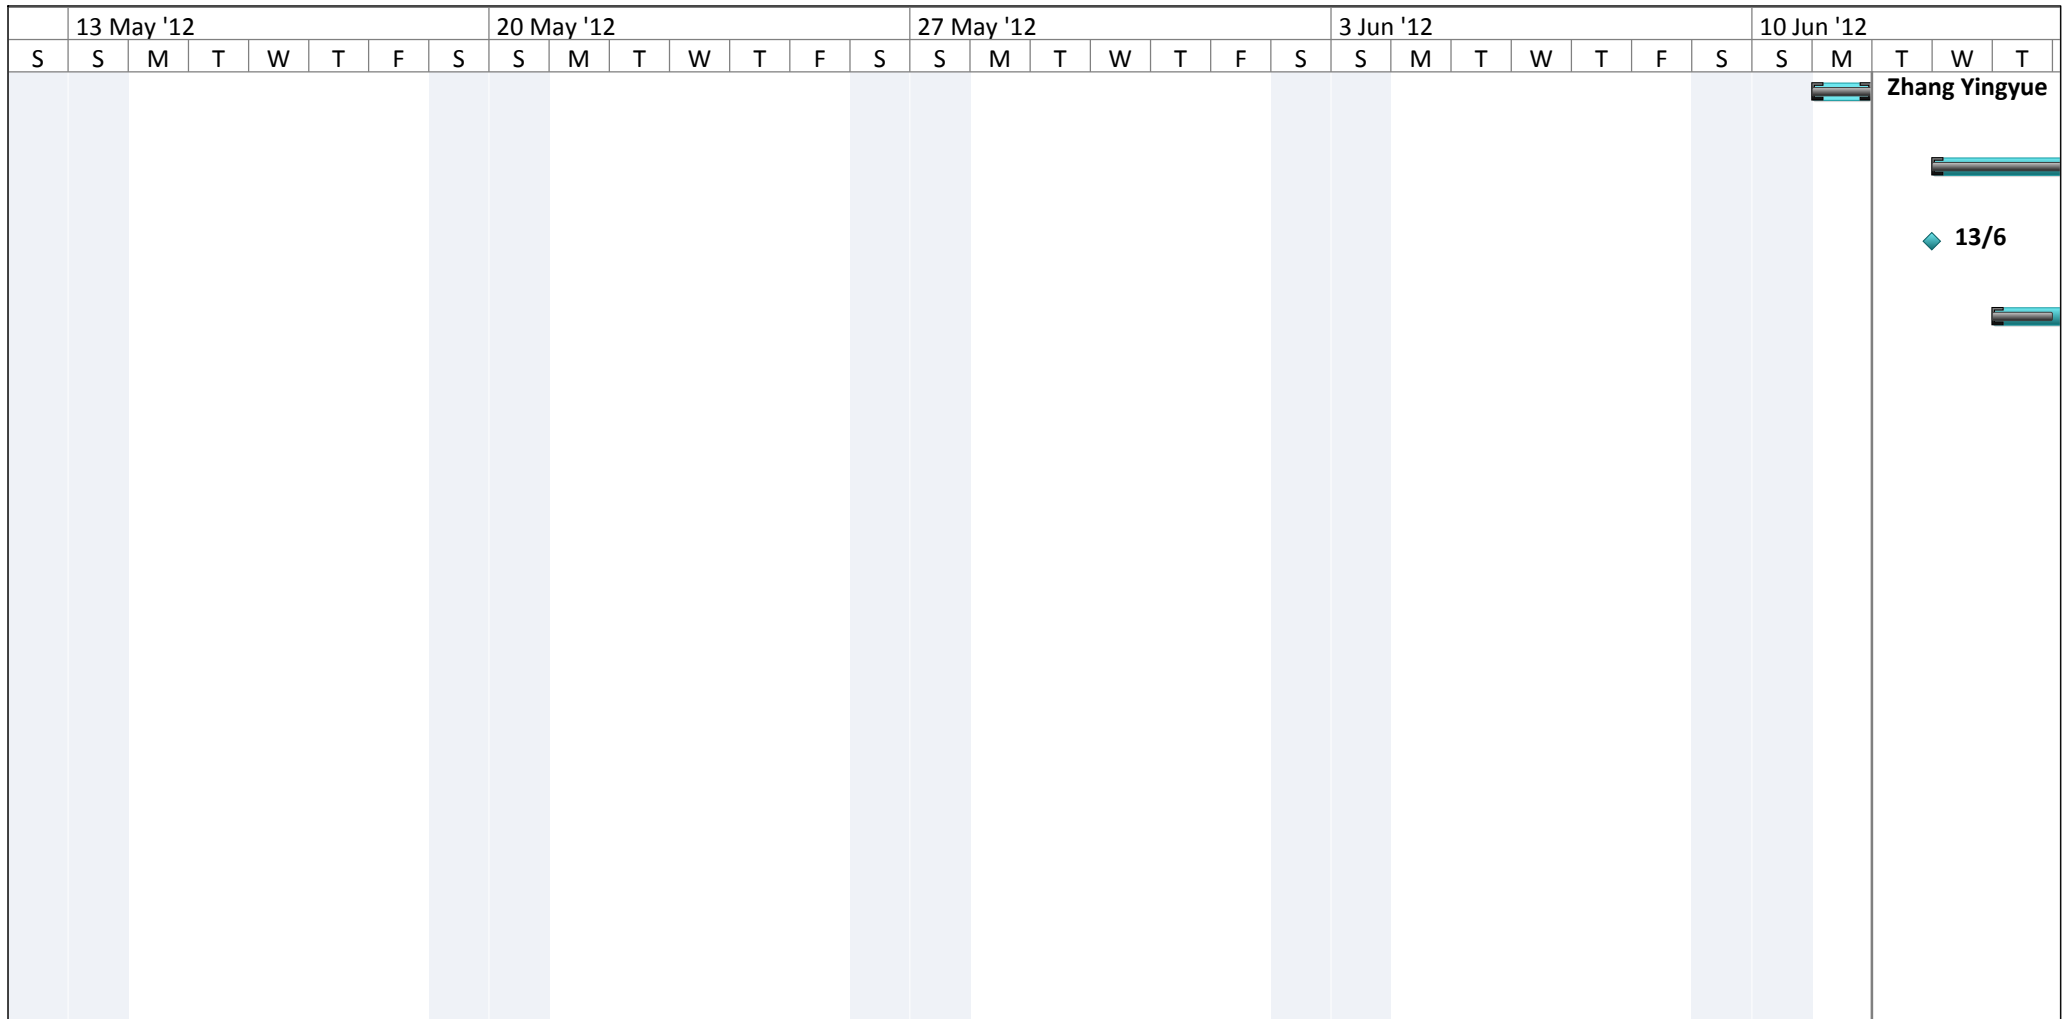 13 May '12 20 May '12 27 May '12 3 Jun '12 10 Jun '12
S S M T W T F S S M T W T F S S M T W T F S S M T W T F S S M T W T
Zhang Yingyue
13/6